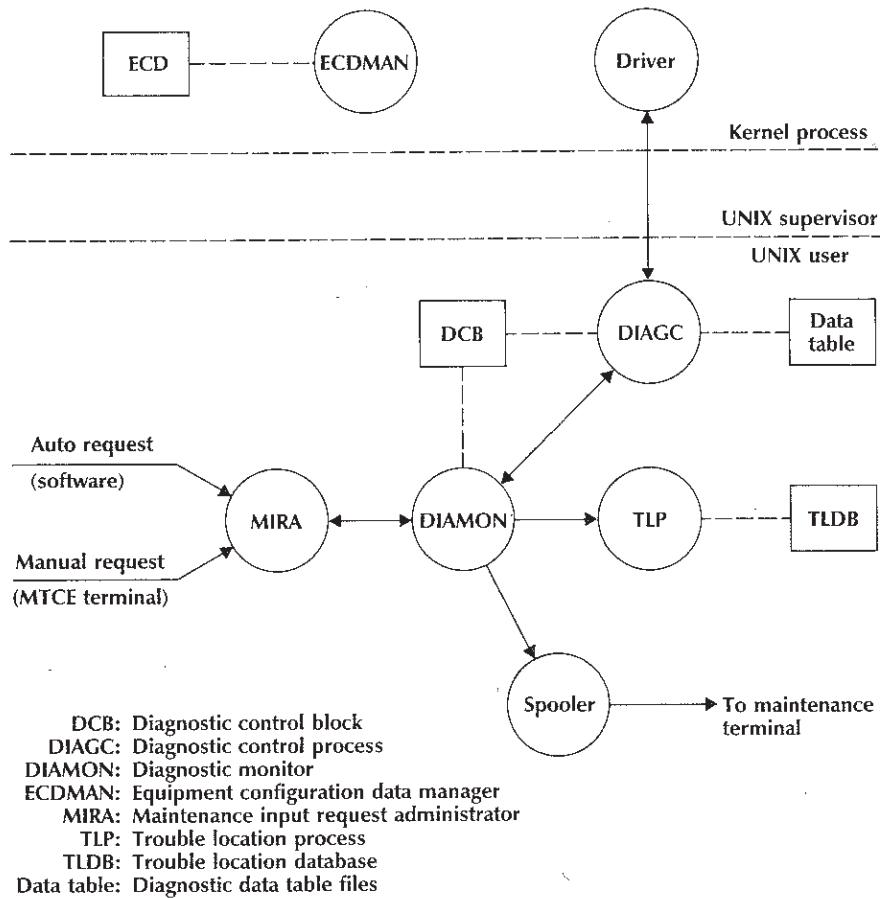 ECD
ECDMAN
Driver
Kernel process
UNIX supervisor
UNIX user
DCB
DIAGC
Data
table
Auto request
(software)
MIRA
DIAMON
TLP
TLDB
Manual request
(MTCE terminal)
Spooler
To maintenance
terminal
DCB: Diagnostic control block
DIAGC: Diagnostic control process
DIAMON: Diagnostic monitor
ECDMAN: Equipment configuration data manager
MIRA: Maintenance input request administrator
TLP: Trouble location process
TLDB: Trouble location database
Data table: Diagnostic data table files